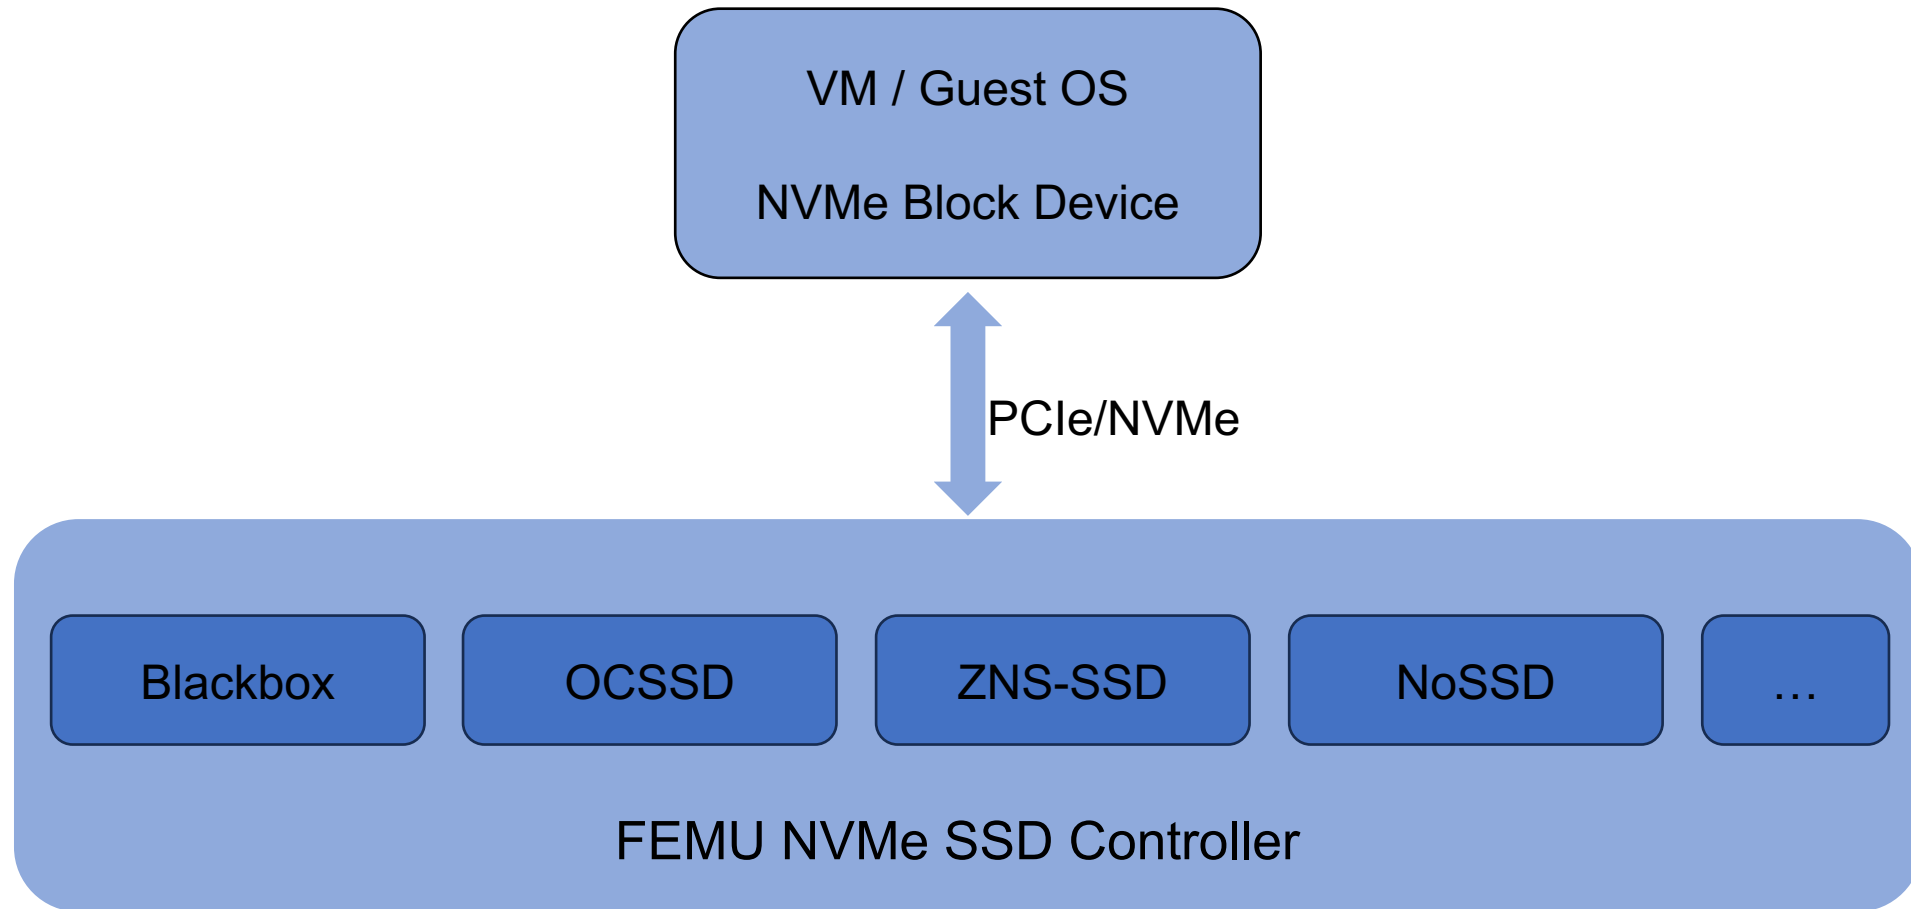 VM / Guest OS
NVMe Block Device
PCIe/NVMe
Blackbox
OCSSD
ZNS-SSD
NoSSD
…
FEMU NVMe SSD Controller